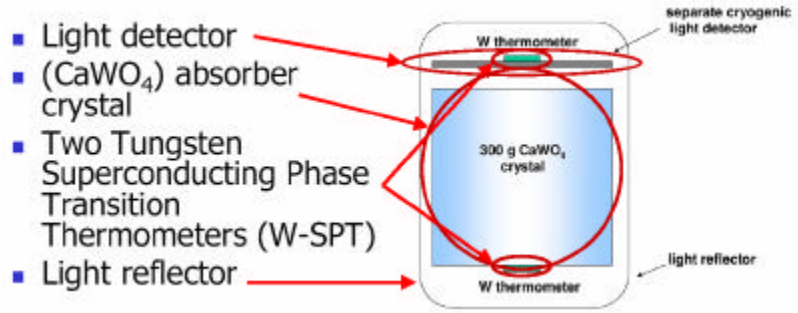 Light detector
(CaWO₄) absorber
crystal
Two Tungsten
Superconducting Phase
Transition
Thermometers (W-SPT)
Light reflector
separate cryogenic
light detector
W thermometer
300 g CaWO₄
crystal
light reflector
W thermometer